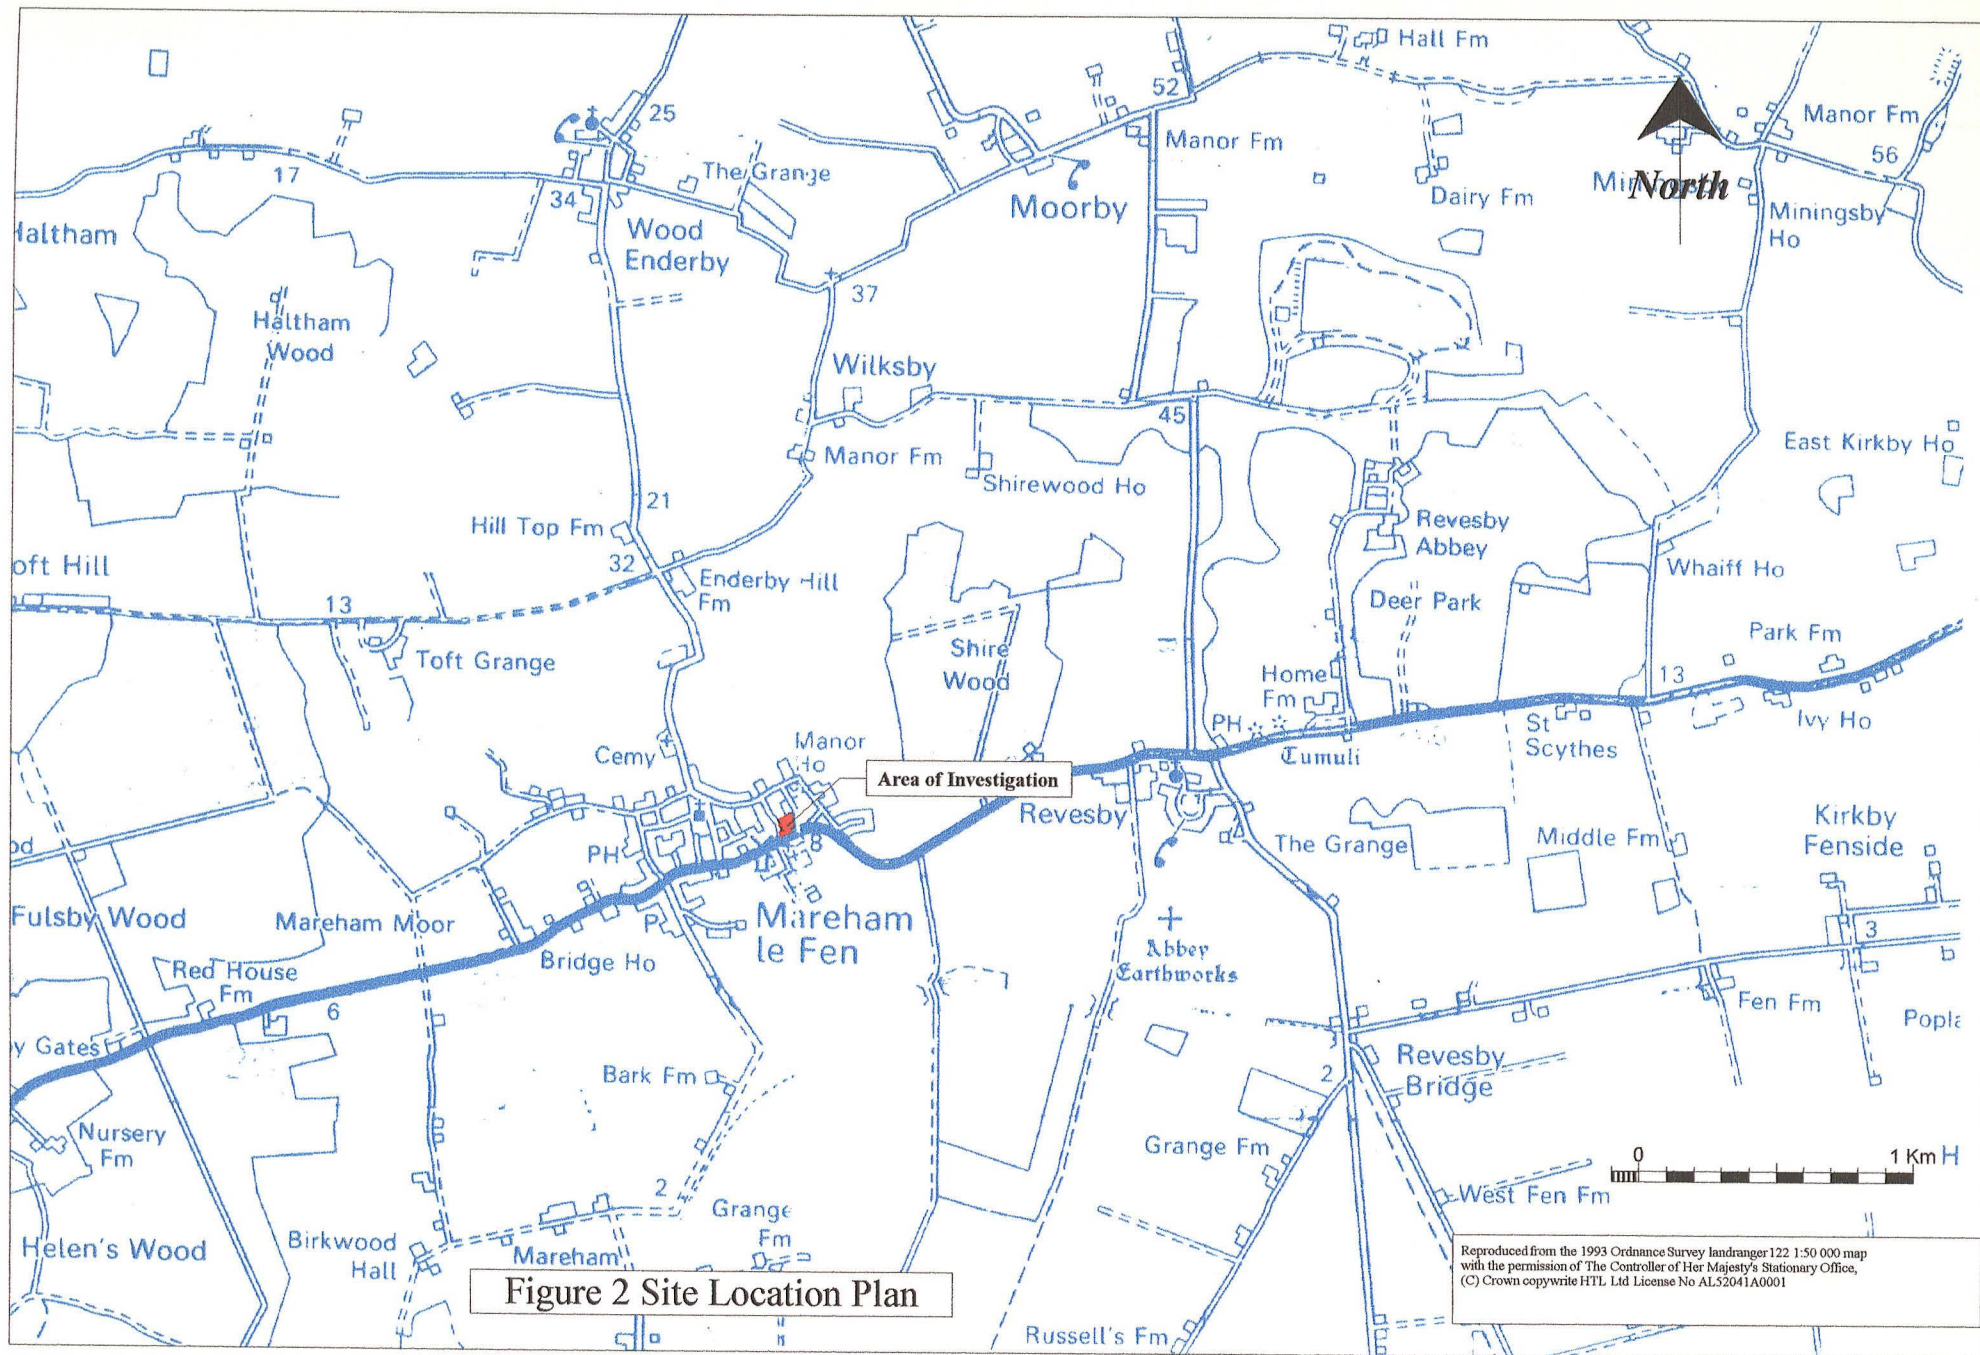 Hall Fm
52
25
Manor Fm
56
17
The Grange
Manor Fm
34
Moorby
Dairy Fm
North
Miningsby
Ho
Haltham
Wood
Enderby
37
Haltham
Wood
Wilksby
45
Manor Fm
Shirewood Ho
East Kirkby Ho
21
Hill Top Fm
Revesby
Abbey
oft Hill
32
Enderby Hill
Fm
Whaiff Ho
13
Deer Park
Toft Grange
Shire
Wood
Park Fm
Home
Fm
13
PH
Tumuli
St
Scythes
Ivy Ho
Cemy
Manor
Ho
Area of Investigation
Revesby
8
PH
The Grange
Middle Fm
Kirkby
Fenside
Fulsby Wood
Mareham Moor
P
Mareham
le Fen
3
Bridge Ho
Abbey
Earthworks
Red House
Fm
6
Fen Fm
Popla
y Gates
Bark Fm
2
Revesby
Bridge
Nursery
Fm
Grange Fm
0
1 Km
H
2
West Fen Fm
Grange
Fm
Helen's Wood
Birkwood
Hall
Mareham
Figure 2 Site Location Plan
Russell's Fm
Reproduced from the 1993 Ordnance Survey landranger 122 1:50 000 map
with the permission of The Controller of Her Majesty's Stationary Office,
(C) Crown copywrite HTL Ltd License No AL52041A0001